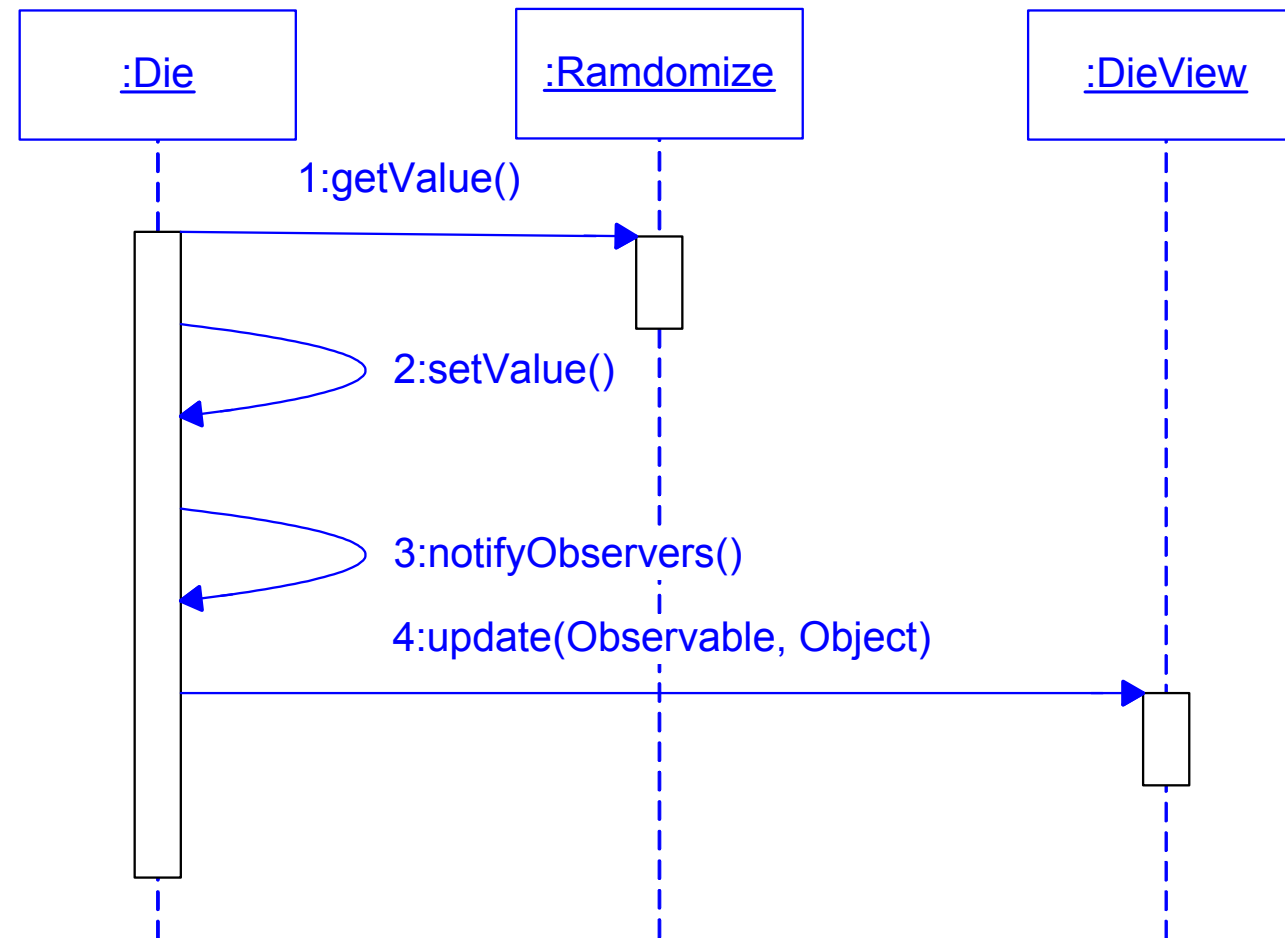 :Die
:Ramdomize
:DieView
1:getValue()
2:setValue()
3:notifyObservers()
4:update(Observable, Object)